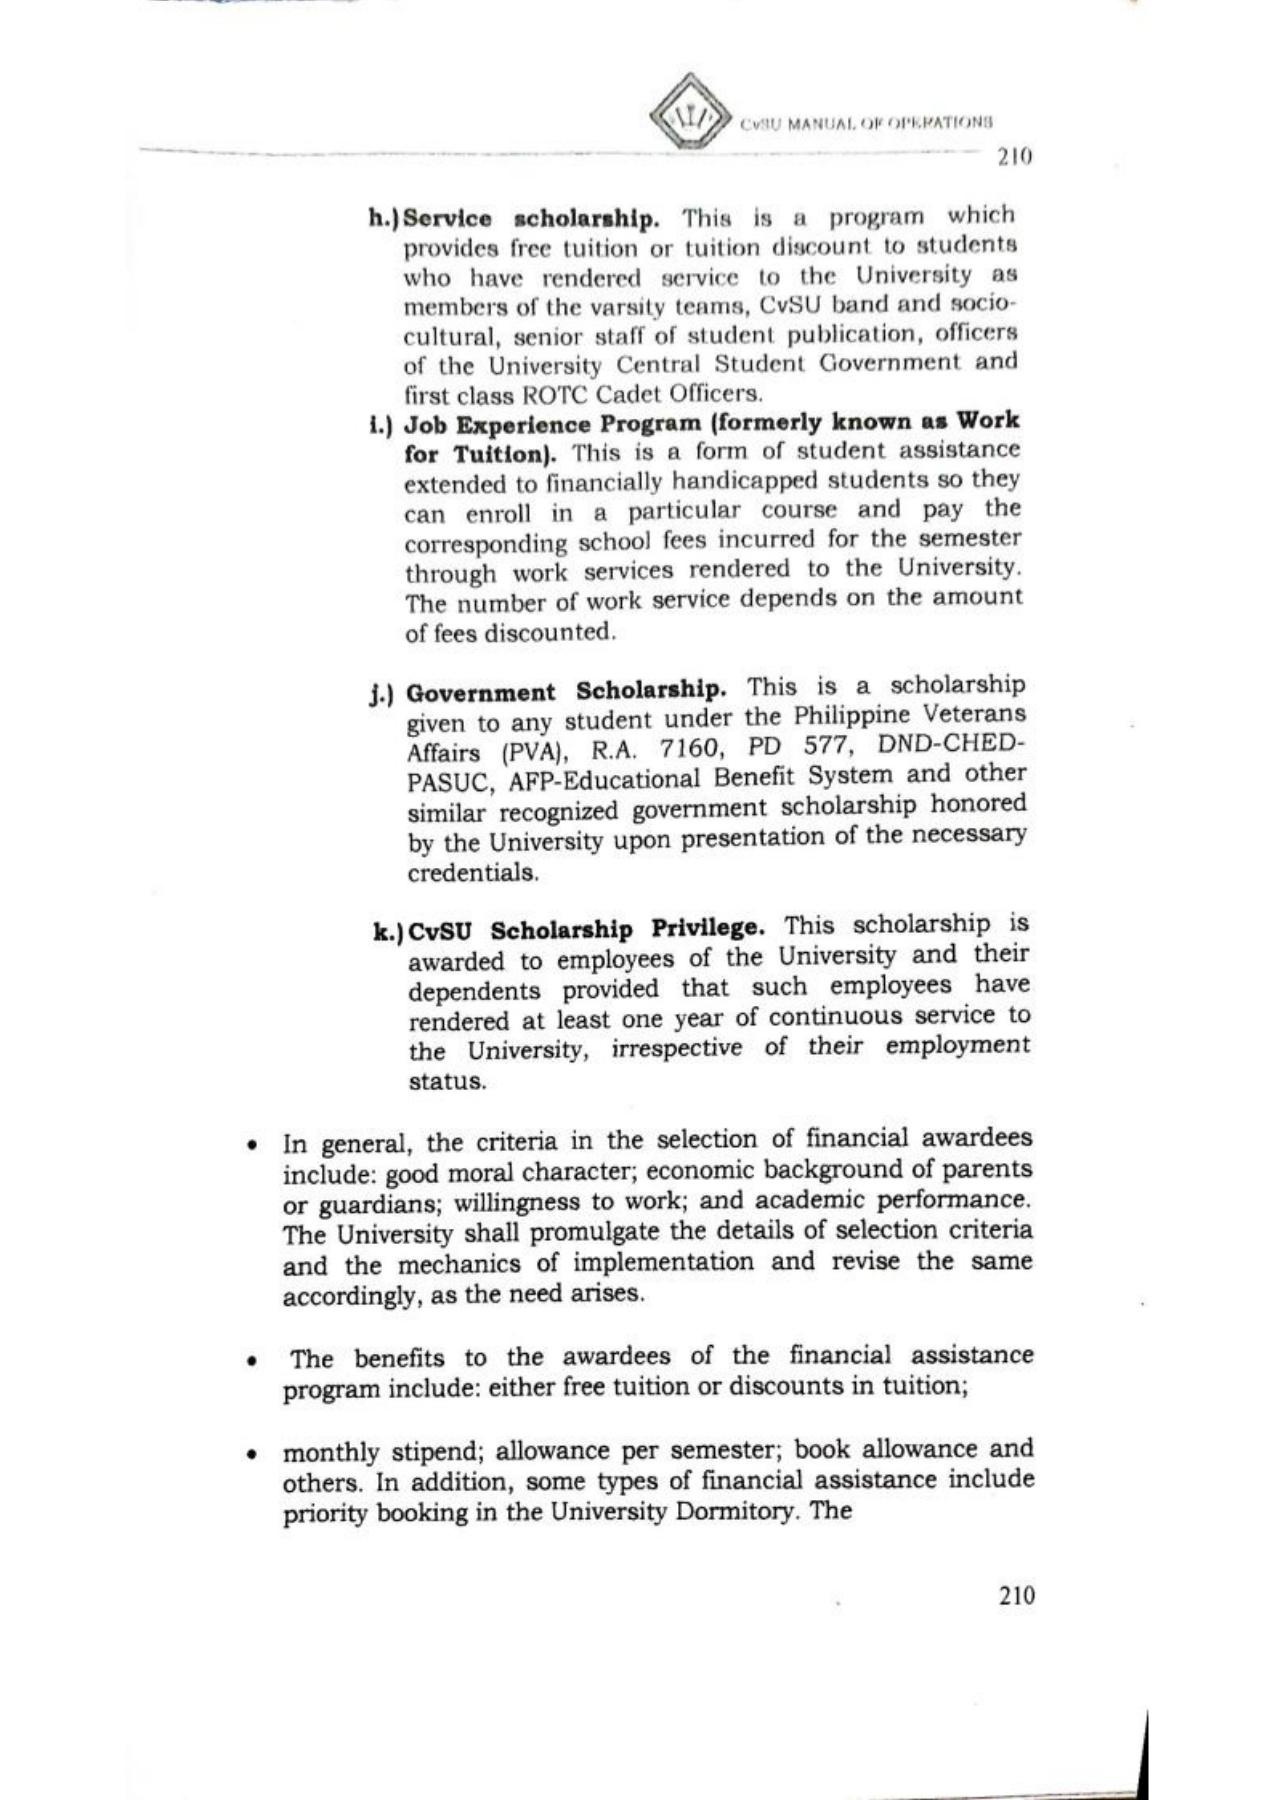 CvSU MANUAL OF OPERATIONS
210
h.) Service scholarship. This is a program which
provides free tuition or tuition discount to students
who have rendered service to the University as
members of the varsity teams, CvSU band and socio-
cultural, senior staff of student publication, officers
of the University Central Student Government and
first class ROTC Cadet Officers.
i.) Job Experience Program (formerly known as Work
for Tuition). This is a form of student assistance
extended to financially handicapped students so they
can enroll in a particular course and pay the
corresponding school fees incurred for the semester
through work services rendered to the University.
The number of work service depends on the amount
of fees discounted.
j.) Government Scholarship. This is a scholarship
given to any student under the Philippine Veterans
Affairs (PVA), R.A. 7160, PD 577, DND-CHED-
PASUC, AFP-Educational Benefit System and other
similar recognized government scholarship honored
by the University upon presentation of the necessary
credentials.
k.) CvSU Scholarship Privilege. This scholarship is
awarded to employees of the University and their
dependents provided that such employees have
rendered at least one year of continuous service to
the University, irrespective of their employment
status.
• In general, the criteria in the selection of financial awardees
include: good moral character; economic background of parents
or guardians; willingness to work; and academic performance.
The University shall promulgate the details of selection criteria
and the mechanics of implementation and revise the same
accordingly, as the need arises.
• The benefits to the awardees of the financial assistance
program include: either free tuition or discounts in tuition;
• monthly stipend; allowance per semester; book allowance and
others. In addition, some types of financial assistance include
priority booking in the University Dormitory. The
210